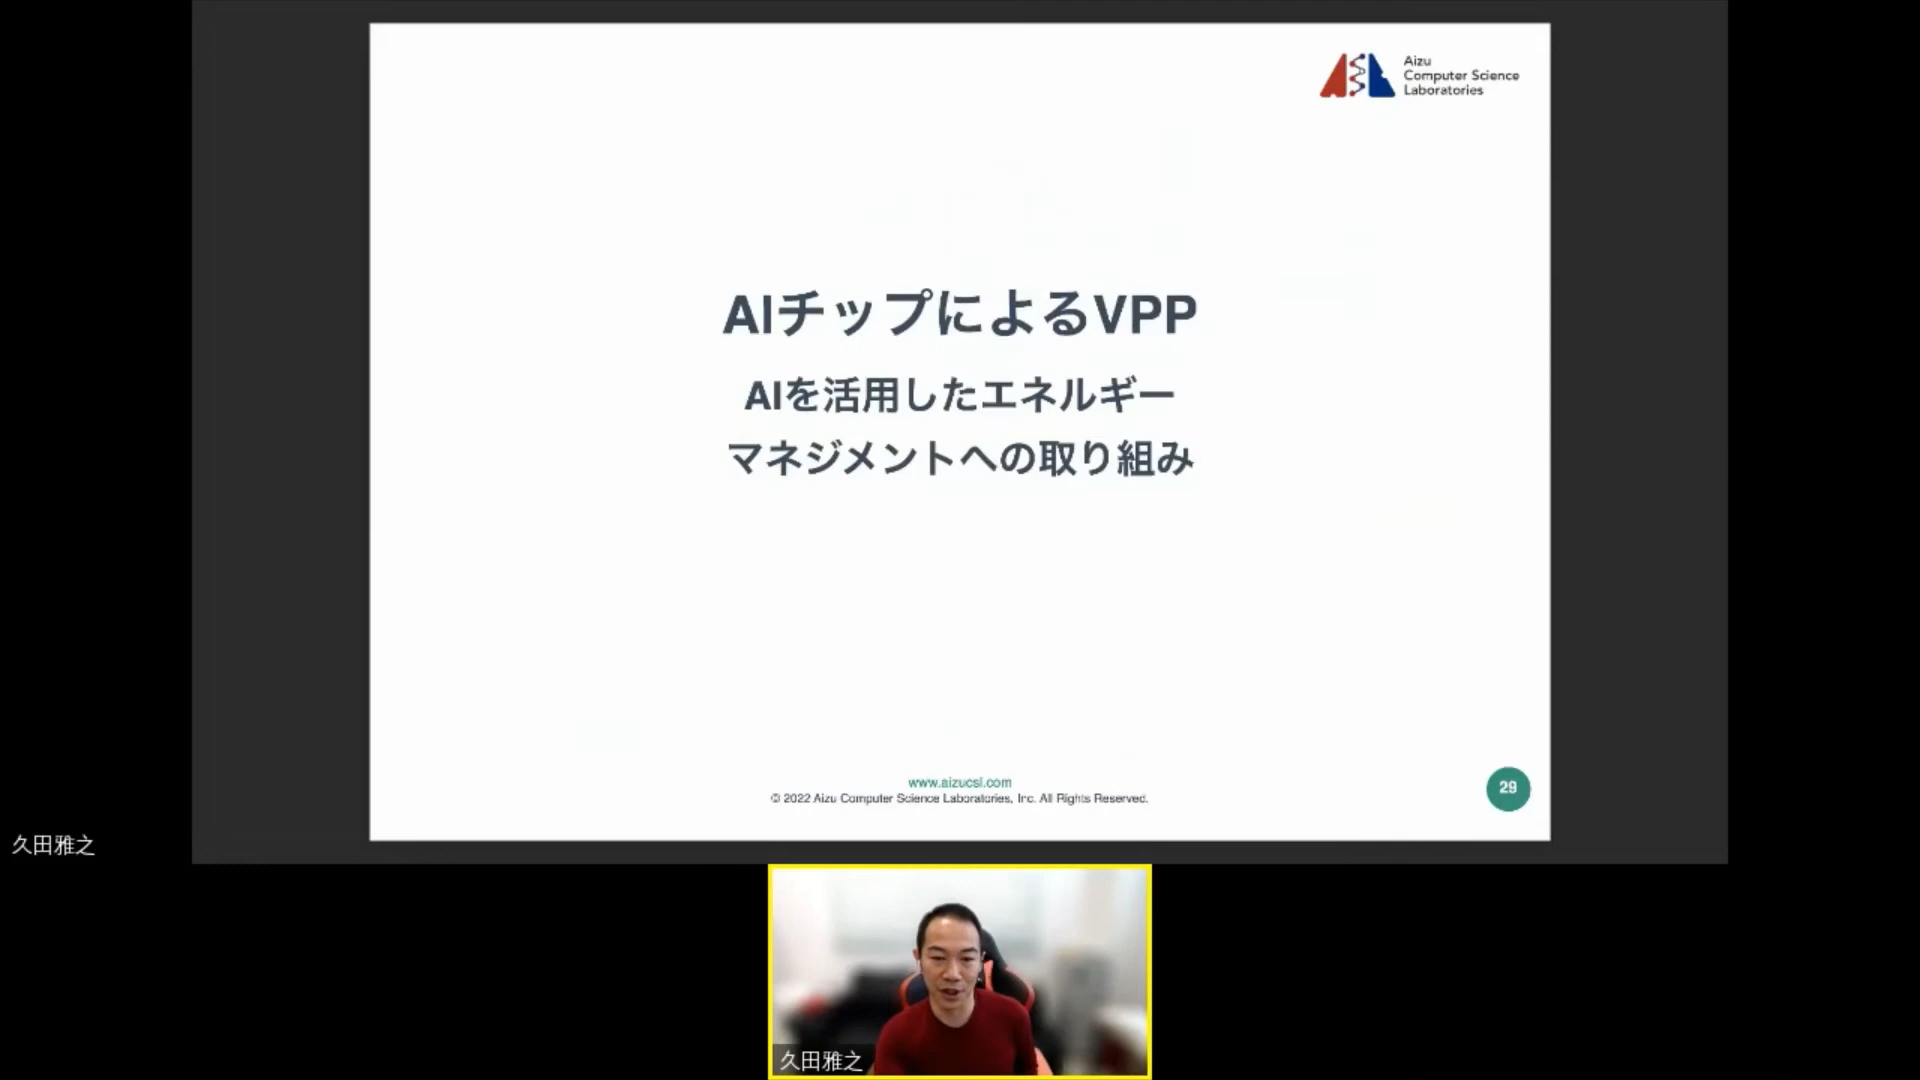 Aizu
Computer Science
Laboratories
AIチップによるVPP
AIを活用したエネルギー
マネジメントへの取り組み
www.aizucsl.com
© 2022 Aizu Computer Science Laboratories, Inc. All Rights Reserved.
29
久田雅之
久田雅之